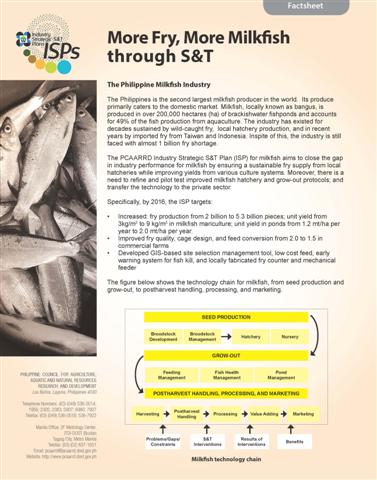 Factsheet
Industry
Strategic S&T
Plans
ISPs
More Fry, More Milkfish
through S&T
The Philippine Milkfish Industry
The Philippines is the second largest milkfish producer in the world. Its produce
primarily caters to the domestic market. Milkfish, locally known as bangus, is
produced in over 200,000 hectares (ha) of brackishwater fishponds and accounts
for 49% of the fish production from aquaculture. The industry has existed for
decades sustained by wild-caught fry, local hatchery production, and in recent
years by imported fry from Taiwan and Indonesia. Inspite of this, the industry is still
faced with almost 1 billion fry shortage.
The PCAARRD Industry Strategic S&T Plan (ISP) for milkfish aims to close the gap
in industry performance for milkfish by ensuring a sustainable fry supply from local
hatcheries while improving yields from various culture systems. Moreover, there is a
need to refine and pilot test improved milkfish hatchery and grow-out protocols; and
transfer the technology to the private sector.
Specifically, by 2016, the ISP targets:
• Increased: fry production from 2 billion to 5.3 billion pieces; unit yield from
3kg/m³ to 9 kg/m³ in milkfish mariculture; unit yield in ponds from 1.2 mt/ha per
year to 2.0 mt/ha per year.
• Improved fry quality, cage design, and feed conversion from 2.0 to 1.5 in
commercial farms
• Developed GIS-based site selection management tool, low cost feed, early
warning system for fish kill, and locally fabricated fry counter and mechanical
feeder
The figure below shows the technology chain for milkfish, from seed production and
grow-out, to postharvest handling, processing, and marketing.
SEED PRODUCTION
Broodstock
Development
Broodstock
Management
Hatchery
Nursery
GROW-OUT
Feeding
Management
Fish Health
Management
Pond
Management
POSTHARVEST HANDLING, PROCESSING, AND MARKETING
Harvesting
Postharvest
Handling
Processing
Value Adding
Marketing
Problems/Gaps/
Constraints
S&T
Interventions
Results of
Interventions
Benefits
Milkfish technology chain
PHILIPPINE COUNCIL FOR AGRICULTURE,
AQUATIC AND NATURAL RESOURCES
RESEARCH AND DEVELOPMENT
Los Baños, Laguna, Philippines 4030
Telephone Numbers: (63) (049) 536-0014;
Telefax: (63) (049) 536-0016;
Manila Office: 2F Metrology Center,
Taguig City, Metro Manila
Telefax: (63) (02) 837-1651
Email: pcaarrd@pcaarrd.dost.gov.ph
Website: http://www.pcaarrd.dost.gov.ph